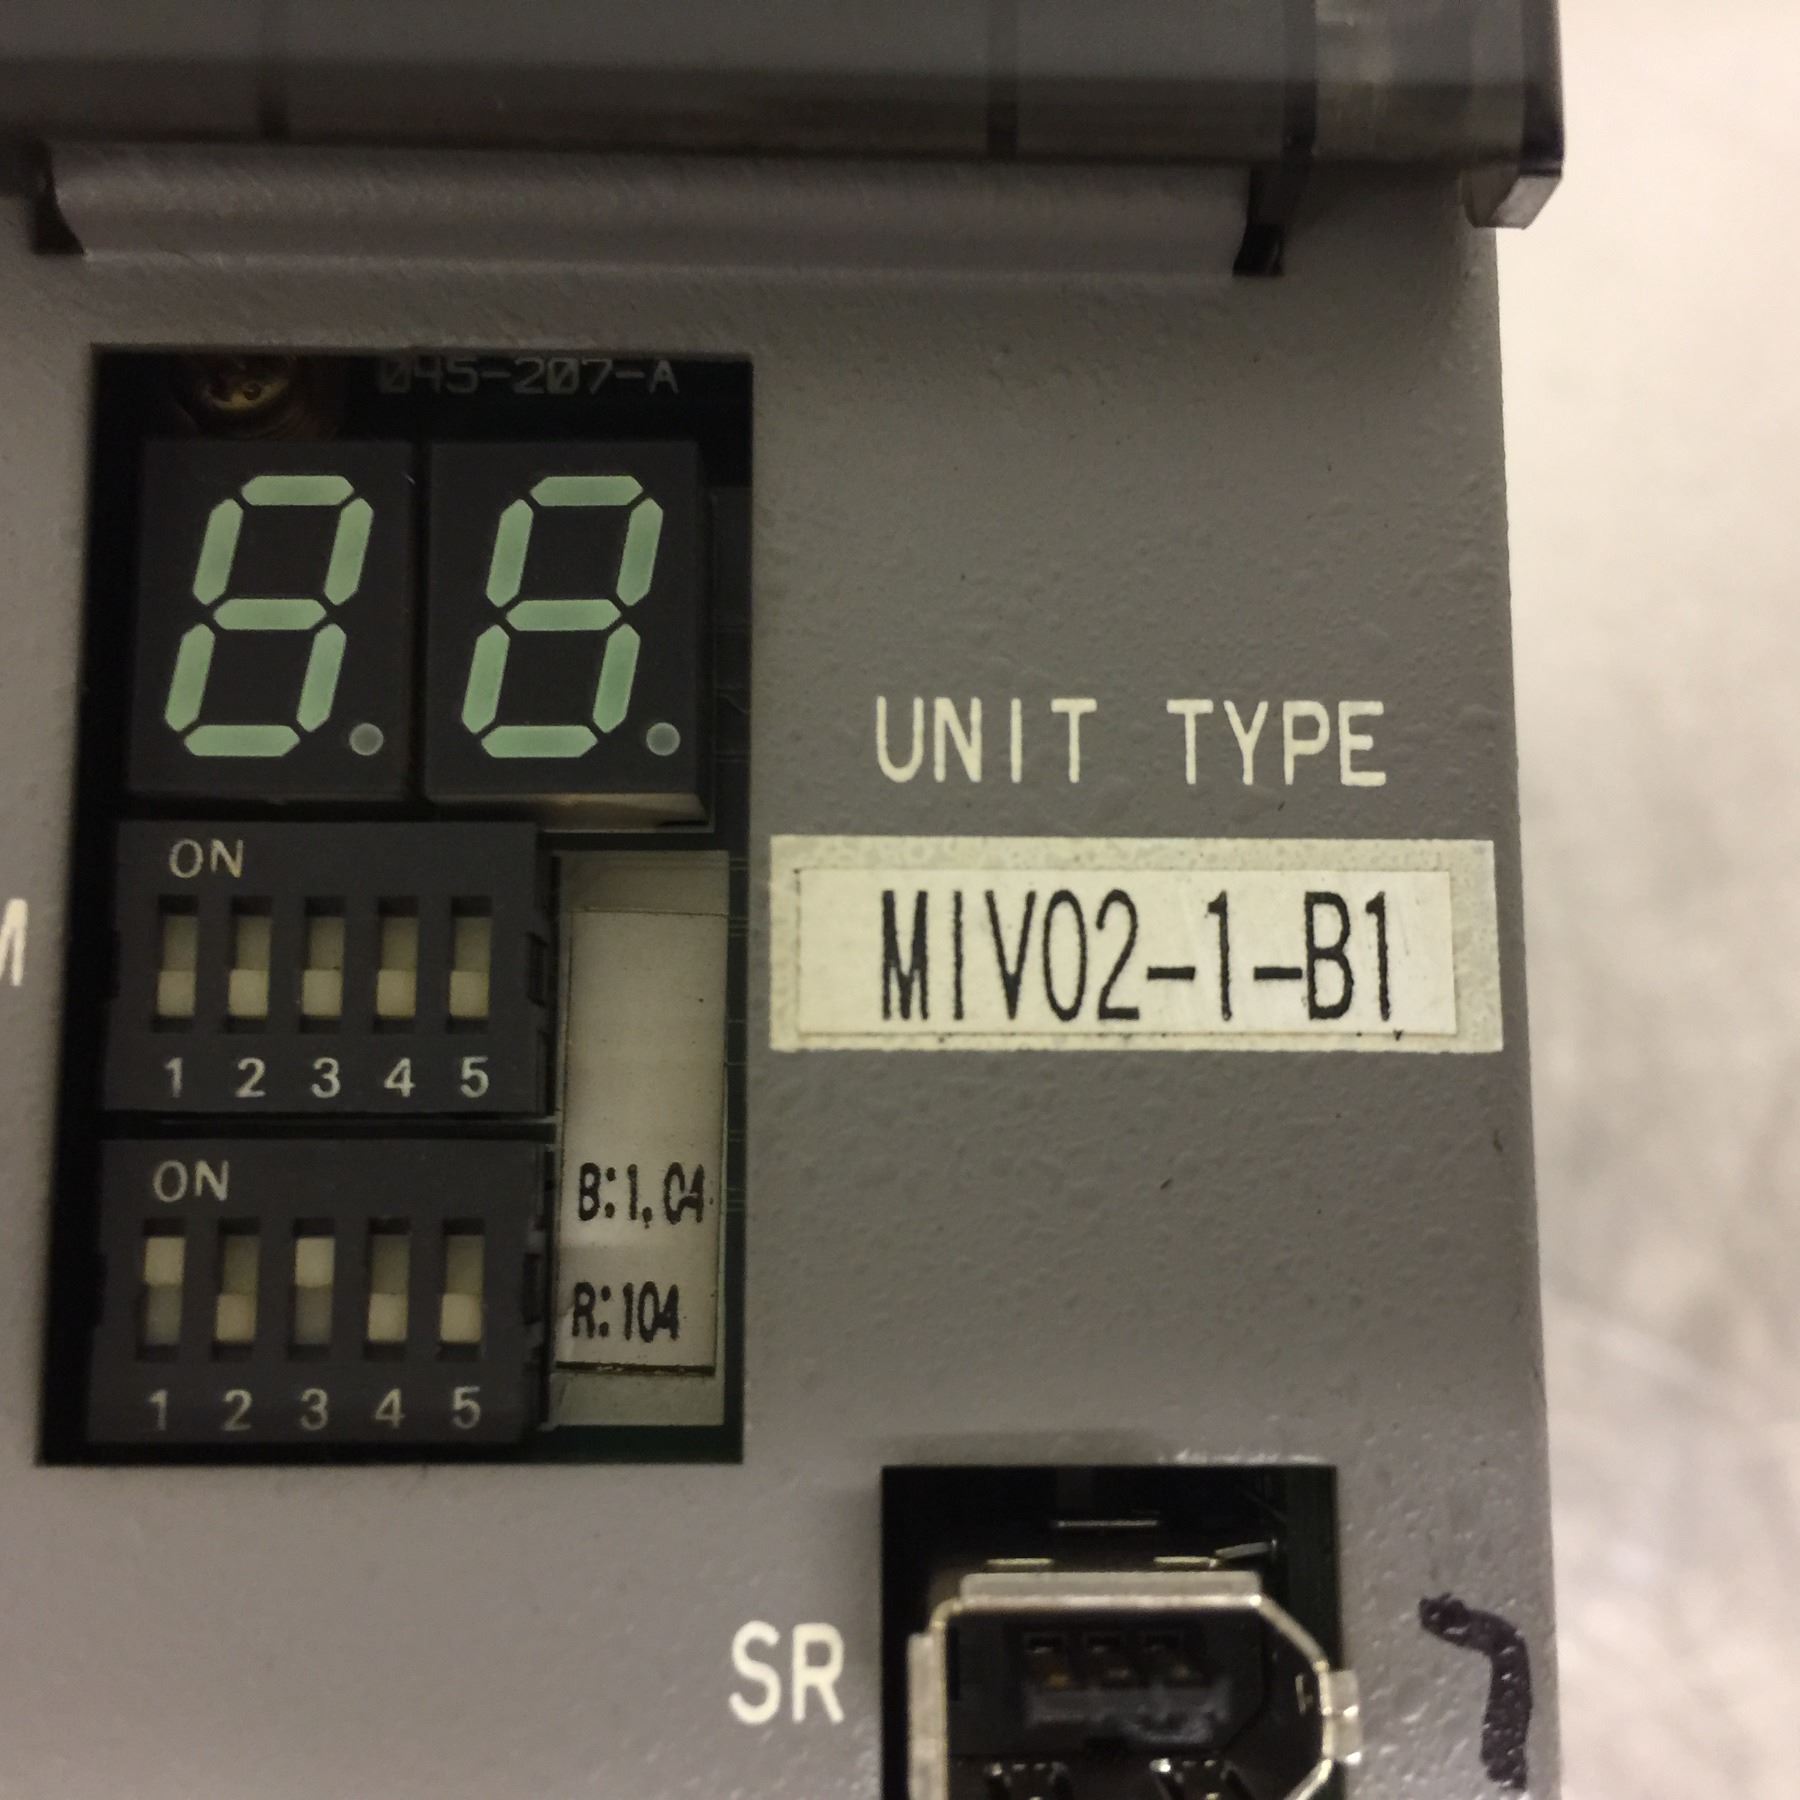 045-207-A
UNIT TYPE
MIV02-1-B1
ON
1 2 3 4 5
ON
1 2 3 4 5
B:1.04
R:104
M
SR